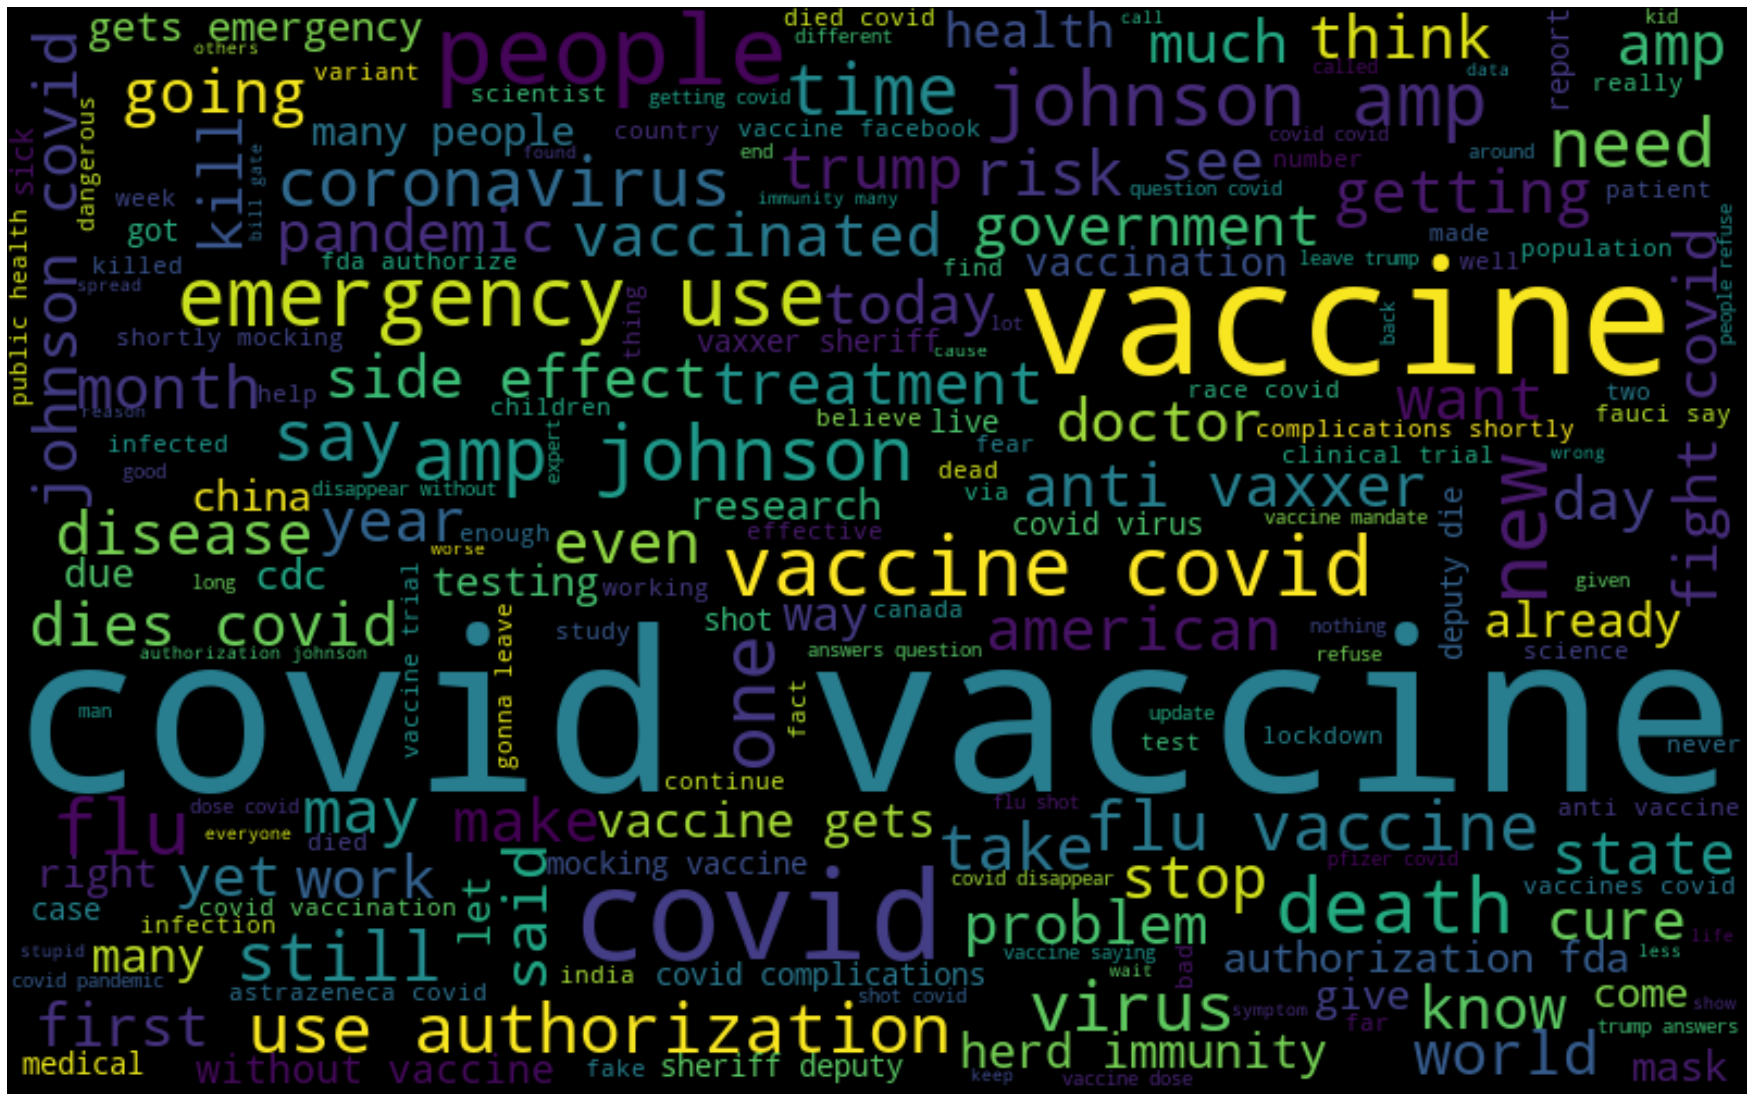 gets emergency
others
people
died covid
call
different
health
much
think
kid
amp
report
going
variant
scientist
getting covid
time
johnson amp
called
data
really
johnson covid
dangerous
sick
public health
kill
bill gate
many people
found
country
vaccine facebook
end
covid covid
number
around
need
week
coronavirus
trump
risk
see
immunity many
question covid
getting
patient
people refuse
got
pandemic
vaccinated
government
made
population
killed
fda authorize
find
vaccination
leave trump
well
spread
emergency use
today
lot
vaccine
back
fight covid
shortly mocking
thing
vaxxer sheriff
cause
month
help
side effect
treatment
race covid
want
two
reason
children
believe
live
doctor
complications shortly
fauci say
infected
say
amp johnson
expert
fear
clinical trial
wrong
good
china
disappear without
dead
via
anti vaxxer
new
day
research
disease
year
enough
effective
covid virus
vaccine mandate
deputy die
worse
even
vaccine covid
due
long
cdc
testing
working
given
dies covid
vaccine trial
gonna leave
study
shot
way
canada
american
nothing
already
authorization johnson
answers question
refuse
science
covid vaccine
man
one
fact
update
test
lockdown
never
continue
flu
dose covid
everyone
may
died
make
vaccine gets
flu shot
take
flu vaccine
anti vaccine
state
right
yet
work
said
mocking vaccine
covid
covid disappear
stop
pfizer covid
death
vaccines covid
case
covid vaccination
let
infection
problem
cure
life
stupid
many
still
vaccine saying
bad
authorization fda
less
covid pandemic
astrazeneca covid
india
covid complications
wait
shot covid
first
use authorization
virus
symptom
give
far
know
come
show
trump answers
medical
without vaccine
fake
sheriff deputy
herd immunity
keep
vaccine dose
world
mask